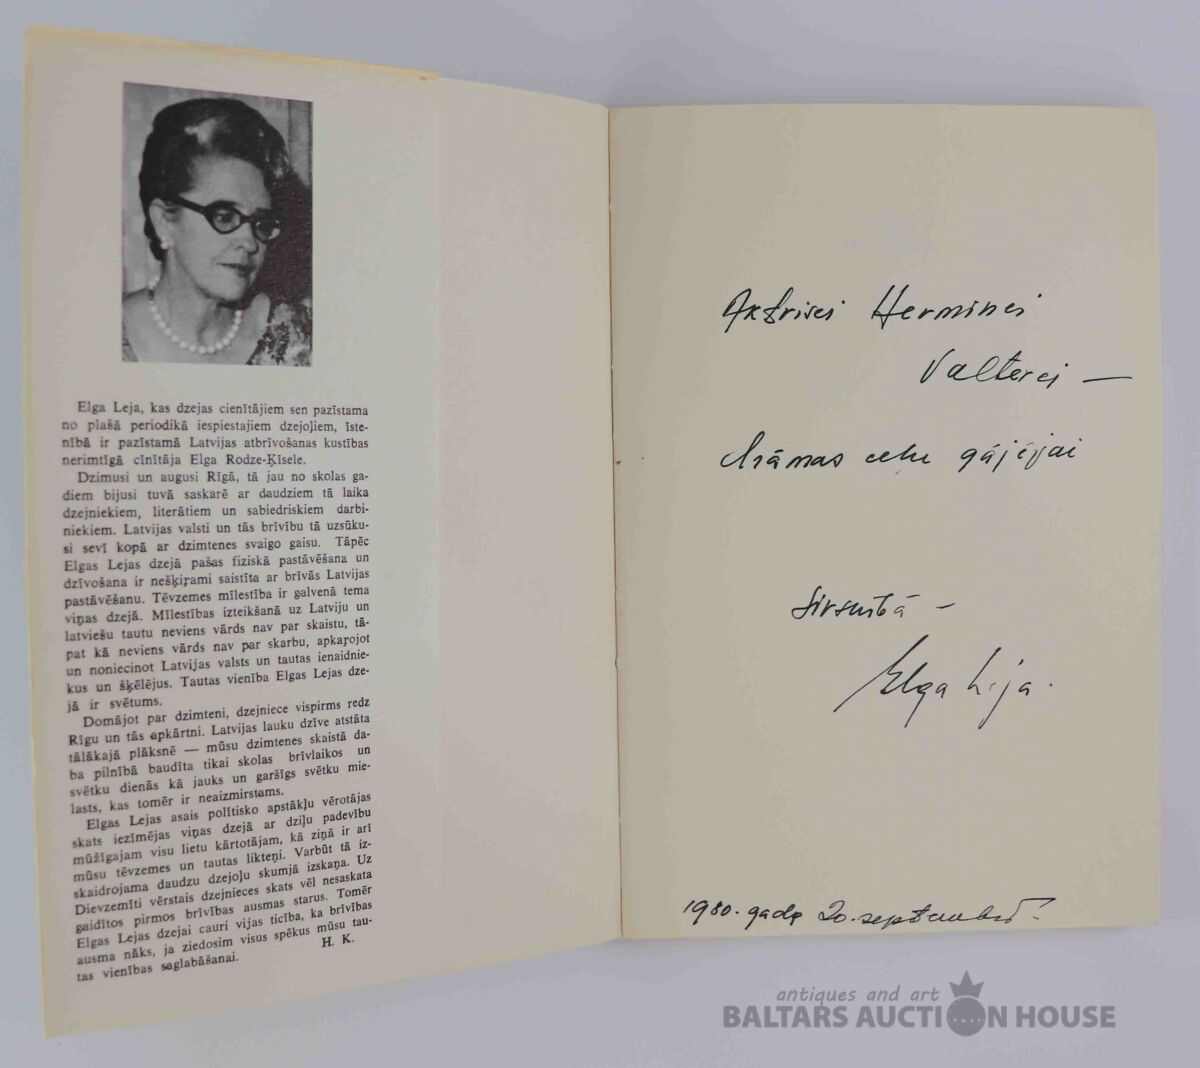 Elga Leja, kas dzejas cienītājiem sen pazīstama
no plašā periodikā iespiestajiem dzejoļiem, īste-
nībā ir pazīstamā Latvijas atbrīvošanas kustības
nerimtīgā cīnītāja Elga Rodze-Ķīsele.
Dzimusi un augusi Rīgā, tā jau no skolas ga-
diem bijusi tuvā saskarē ar daudziem tā laika
dzejniekiem, literātiem un sabiedriskiem darbi-
niekiem. Latvijas valsti un tās brīvību tā uzsūku-
si sevī kopā ar dzimtenes svaigo gaisu. Tāpēc
Elgas Lejas dzejā pašas fiziskā pastāvēšana un
dzīvošana ir nešķirami saistīta ar brīvās Latvijas
pastāvēšanu. Tēvzemes mīlestība ir galvenā tema
viņas dzejā. Mīlestības izteikšanā uz Latviju un
latviešu tautu neviens vārds nav par skaistu, tā-
pat kā neviens vārds nav par skarbu, apkaŗojot
un noniecinot Latvijas valsts un tautas ienaidnie-
kus un šķēlējus. Tautas vienība Elgas Lejas dze-
jā ir svētums.
Domājot par dzimteni, dzejniece vispirms redz
Rīgu un tās apkārtni. Latvijas lauku dzīve atstāta
tālākajā plāksnē — mūsu dzimtenes skaistā da-
ba pilnībā baudīta tikai skolas brīvlaikos un
svētku dienās kā jauks un garšīgs svētku mie-
lasts, kas tomēr ir neaizmirstams.
Elgas Lejas asais polītisko apstākļu vērotājas
skats iezīmējas viņas dzejā ar dziļu padevību
mūžīgajam visu lietu kārtotājam, kā ziņā ir arī
mūsu tēvzemes un tautas likteņi. Varbūt tā iz-
skaidrojama daudzu dzejoļu skumjā izskaņa. Uz
Dievzemīti vērstais dzejnieces skats vēl nesaskata
gaidītos pirmos brīvības ausmas starus. Tomēr
Elgas Lejas dzejai cauri vijas ticība, ka brīvības
ausma nāks, ja ziedosim visus spēkus mūsu tau-
tas vienības saglabāšanai.
H. K.
Aktrisei Herminei
Valterei —
drāmas ceļu gājējai
sirsnībā —
Elga Leja.
1980. gada 20. septembrī.
antiques and art
BALTARS AUCTION HOUSE